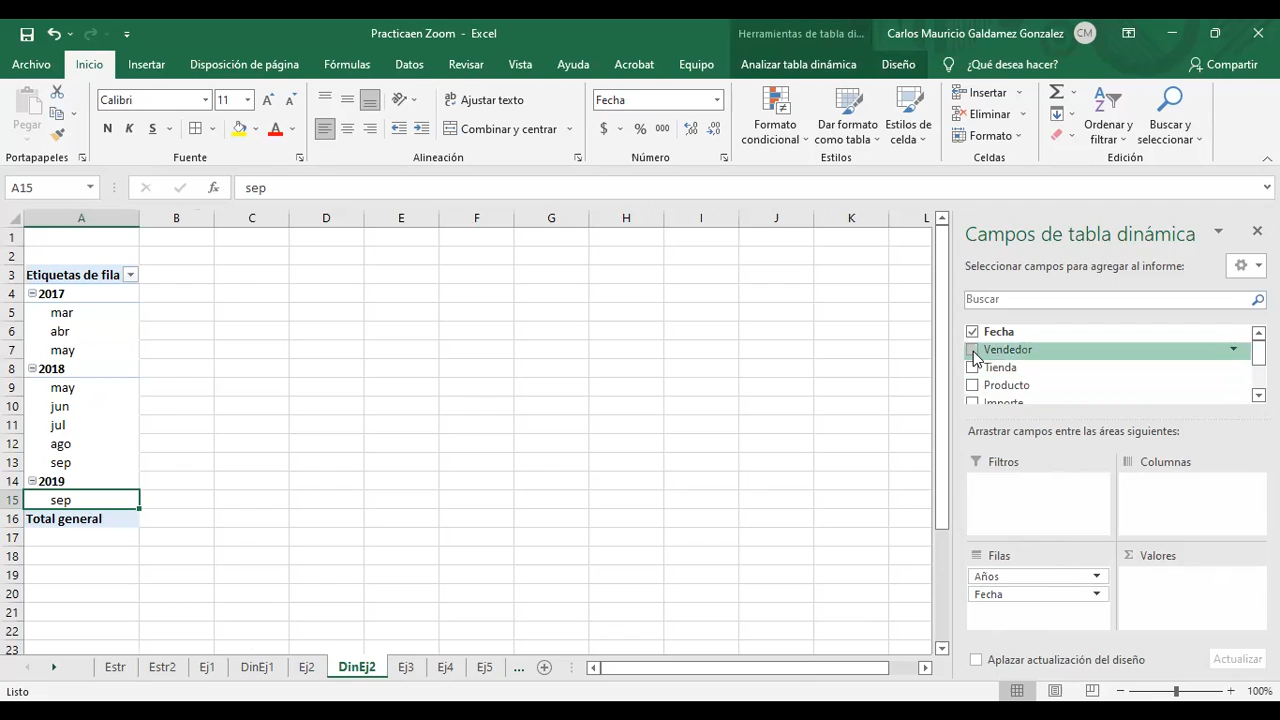 Practicaen Zoom - Excel
Herramientas de tabla di...
Carlos Mauricio Galdamez Gonzalez
CM
Archivo
Inicio
Insertar
Disposición de página
Fórmulas
Datos
Revisar
Vista
Ayuda
Acrobat
Equipo
Analizar tabla dinámica
Diseño
¿Qué desea hacer?
Compartir
Pegar
Portapapeles
Calibri
11
N K S
Fuente
Ajustar texto
Combinar y centrar
Alineación
Fecha
$ % 000
Número
Formato condicional
Dar formato como tabla
Estilos de celda
Estilos
Insertar
Eliminar
Formato
Celdas
Ordenar y filtrar
Buscar y seleccionar
Edición
A15
fx
sep
A B C D E F G H I J K L
1
2
3 Etiquetas de fila
4 2017
5 mar
6 abr
7 may
8 2018
9 may
10 jun
11 jul
12 ago
13 sep
14 2019
15 sep
16 Total general
17
18
19
20
21
22
23
Campos de tabla dinámica
Seleccionar campos para agregar al informe:
Buscar
Fecha
Vendedor
Tienda
Producto
Importe
Arrastrar campos entre las áreas siguientes:
Filtros
Columnas
Filas
Años
Fecha
Σ Valores
Aplazar actualización del diseño
Actualizar
Estr Estr2 Ej1 DinEj1 Ej2 DinEj2 Ej3 Ej4 Ej5 ...
Listo
100%